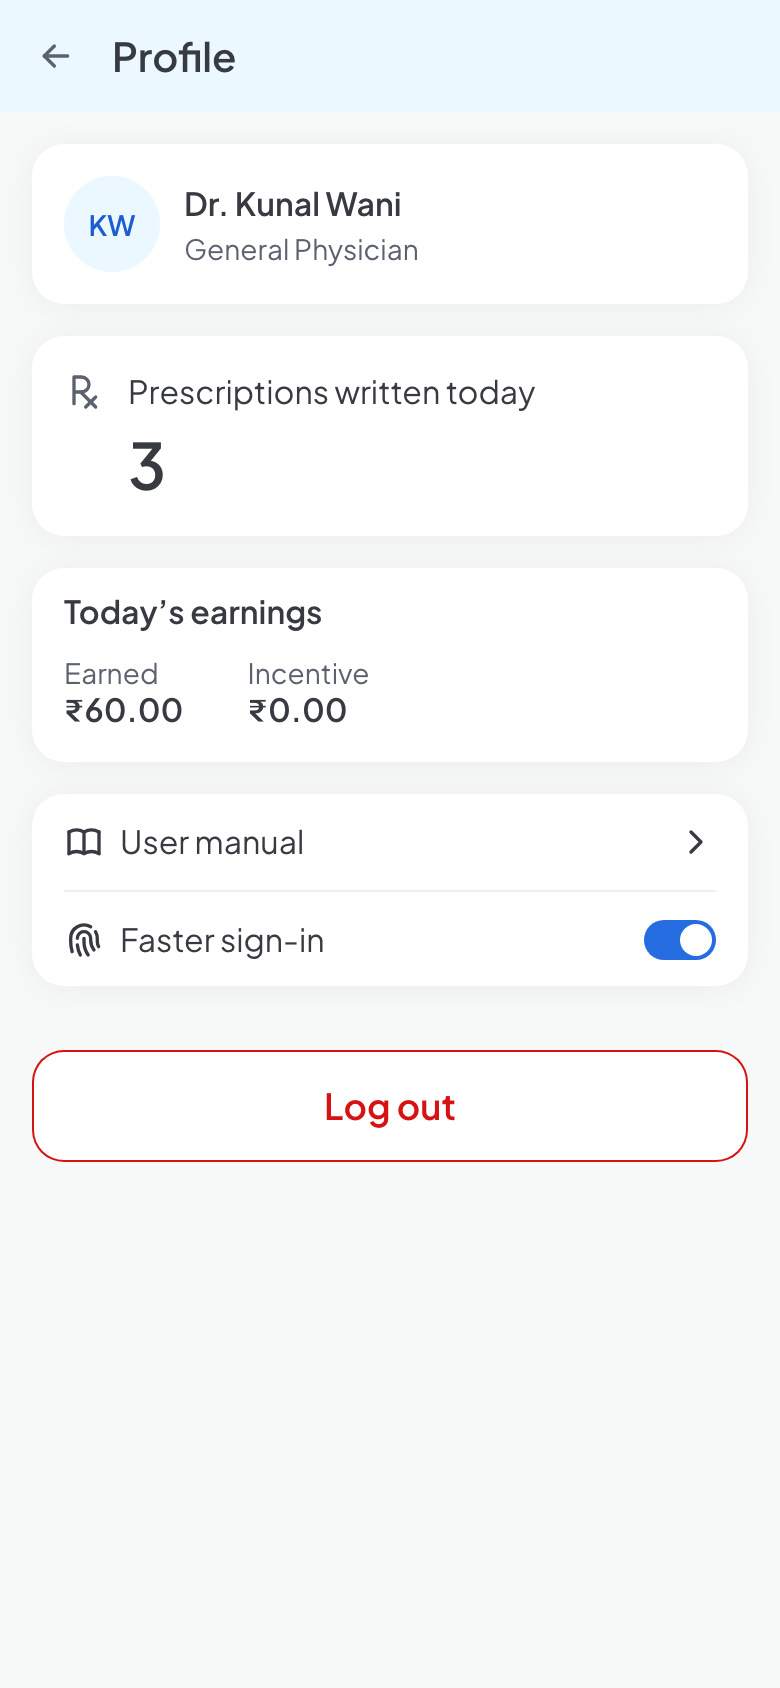 Profile
KW
Dr. Kunal Wani
General Physician
Prescriptions written today
3
Today’s earnings
Earned Incentive
₹60.00 ₹0.00
User manual
Faster sign-in
Log out